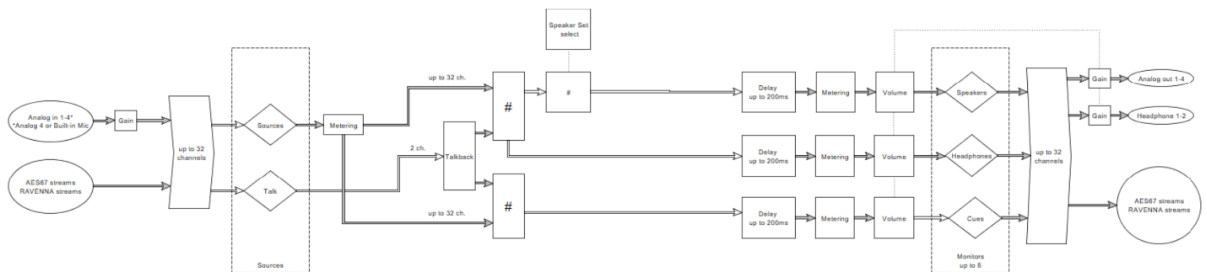 Speaker Set
select
up to 32 ch.
Analog in 1-4*
*Analog 4 or Built-in Mic
Gain
up to 32
channels
Sources
Metering
#
#
Delay
up to 200ms
Metering
Volume
Speakers
up to 32
channels
Gain
Analog out 1-4
Gain
Headphone 1-2
2 ch.
Talkback
Delay
up to 200ms
Metering
Volume
Headphones
AES67 streams
RAVENNA streams
Talk
up to 32 ch.
#
Delay
up to 200ms
Metering
Volume
Cues
AES67 streams
RAVENNA streams
Sources
Monitors
up to 8